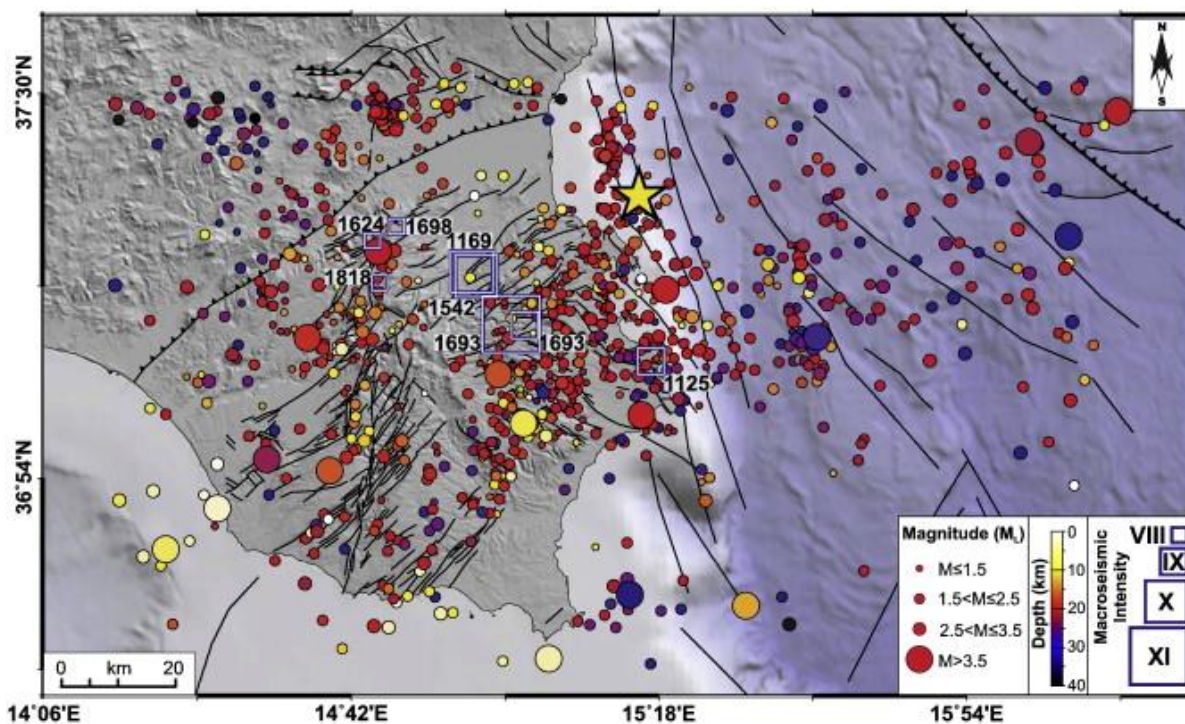 N
S
37°30'N
36°54'N
1624
1698
1169
1818
1542
1693
1693
1125
Magnitude (ML)
M≤1.5
1.5<M≤2.5
2.5<M≤3.5
M>3.5
Depth (km)
0
10
20
30
40
Macroseismic
Intensity
VIII
IX
X
XI
0 km 20
14°06'E 14°42'E 15°18'E 15°54'E